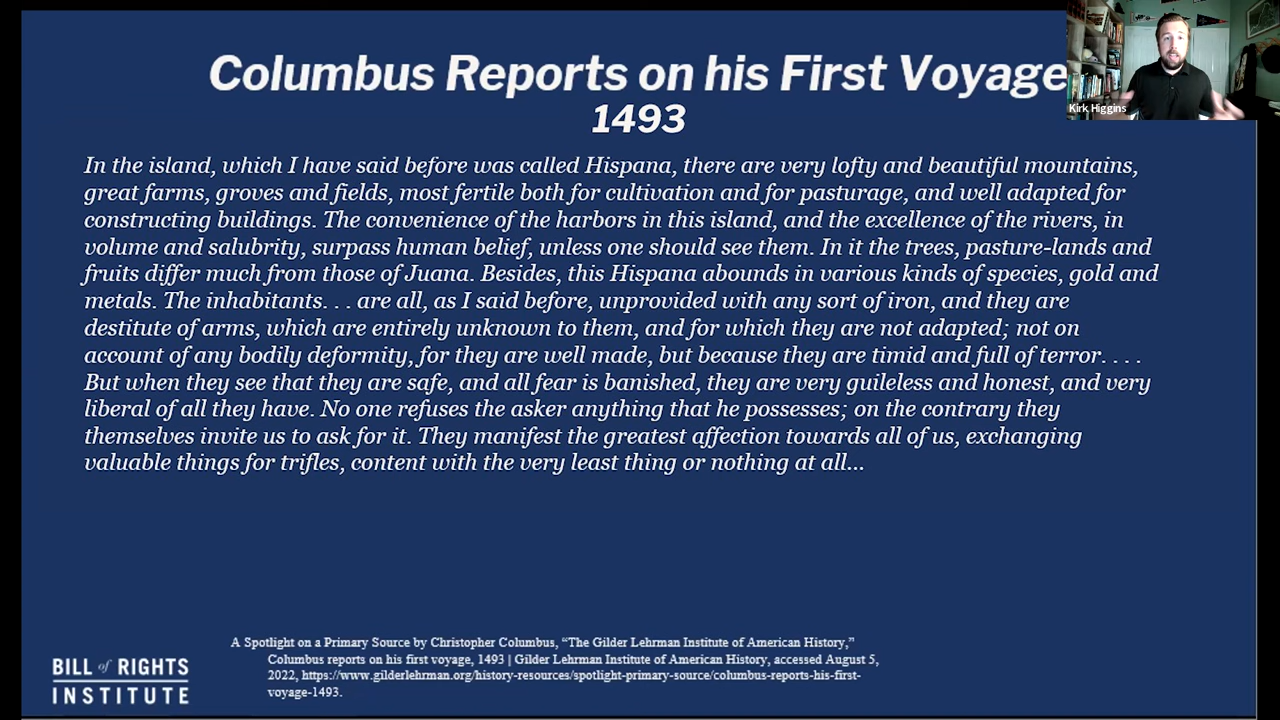 Columbus Reports on his First Voyage
1493
Kirk Higgins
In the island, which I have said before was called Hispana, there are very lofty and beautiful mountains,
great farms, groves and fields, most fertile both for cultivation and for pasturage, and well adapted for
constructing buildings. The convenience of the harbors in this island, and the excellence of the rivers, in
volume and salubrity, surpass human belief, unless one should see them. In it the trees, pasture-lands and
fruits differ much from those of Juana. Besides, this Hispana abounds in various kinds of species, gold and
metals. The inhabitants. . . are all, as I said before, unprovided with any sort of iron, and they are
destitute of arms, which are entirely unknown to them, and for which they are not adapted; not on
account of any bodily deformity, for they are well made, but because they are timid and full of terror. . . .
But when they see that they are safe, and all fear is banished, they are very guileless and honest, and very
liberal of all they have. No one refuses the asker anything that he possesses; on the contrary they
themselves invite us to ask for it. They manifest the greatest affection towards all of us, exchanging
valuable things for trifles, content with the very least thing or nothing at all...
A Spotlight on a Primary Source by Christopher Columbus, “The Gilder Lehrman Institute of American History,”
Columbus reports on his first voyage, 1493 | Gilder Lehrman Institute of American History, accessed August 5,
2022, https://www.gilderlehrman.org/history-resources/spotlight-primary-source/columbus-reports-his-first-
voyage-1493.
BILL of RIGHTS
INSTITUTE